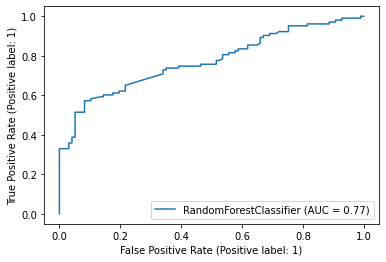 1.0
0.8
0.6
0.4
0.2
0.0
True Positive Rate (Positive label: 1)
RandomForestClassifier (AUC = 0.77)
0.0 0.2 0.4 0.6 0.8 1.0
False Positive Rate (Positive label: 1)